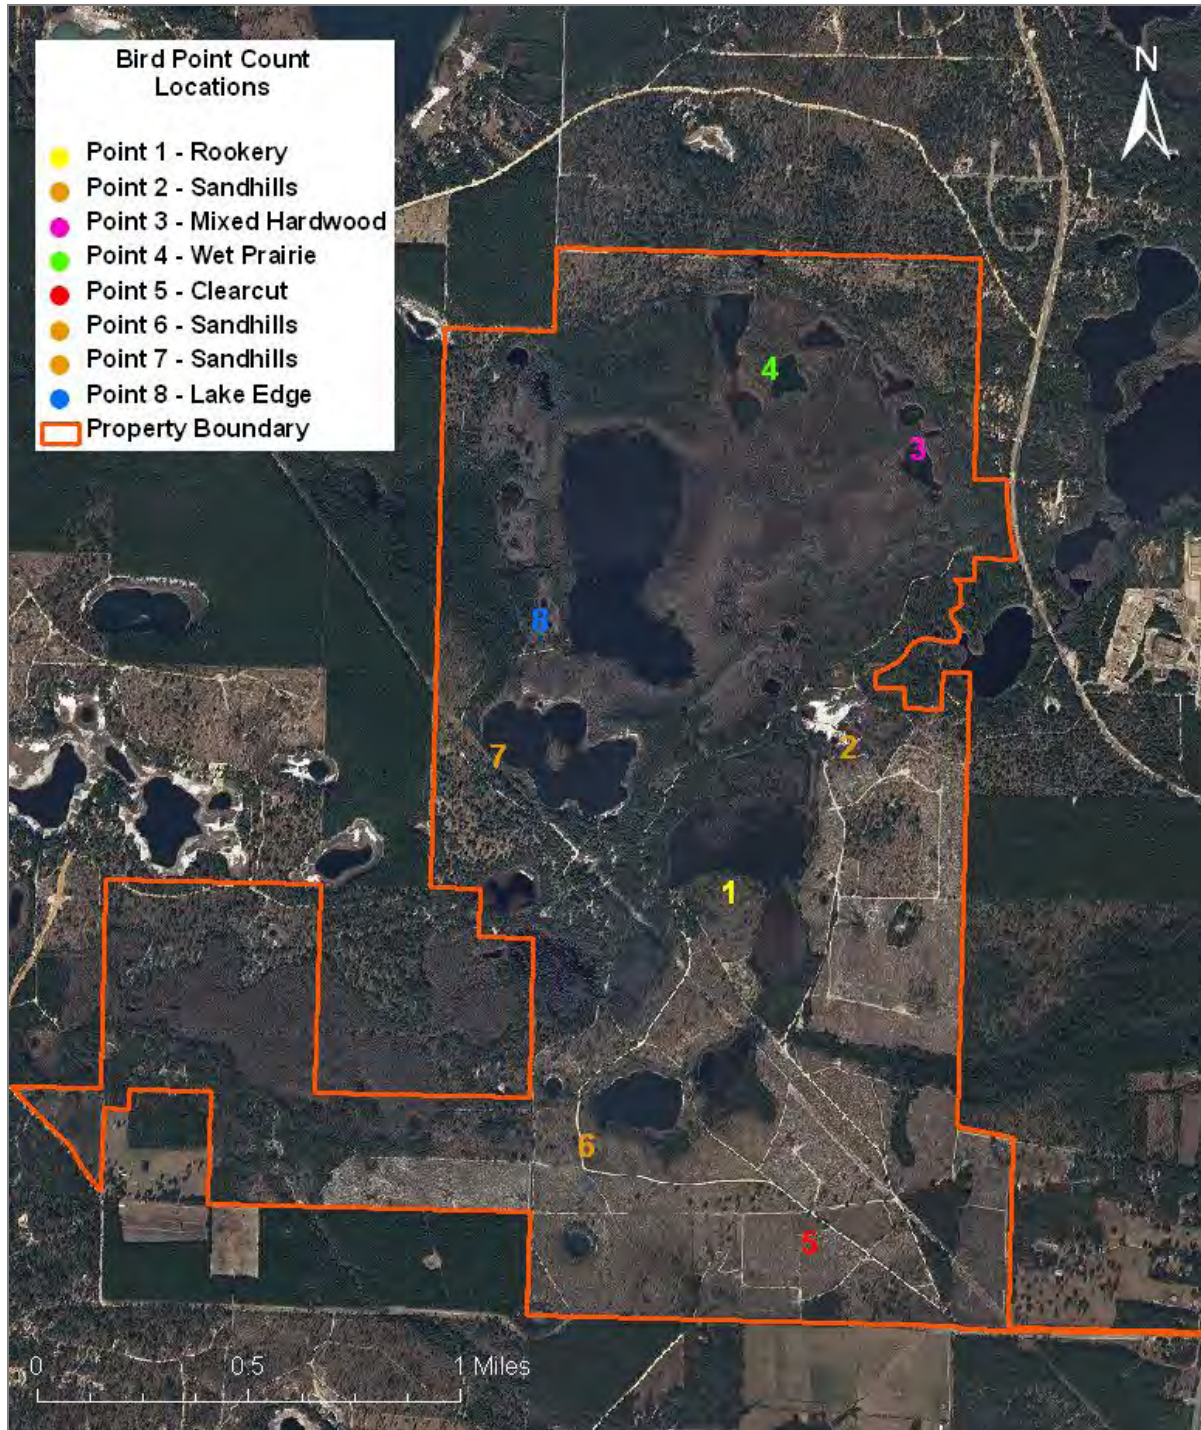 Bird Point Count
Locations
Point 1 - Rookery
Point 2 - Sandhills
Point 3 - Mixed Hardwood
Point 4 - Wet Prairie
Point 5 - Clearcut
Point 6 - Sandhills
Point 7 - Sandhills
Point 8 - Lake Edge
Property Boundary
N
4
3
8
7
2
1
6
5
0 0.5 1 Miles